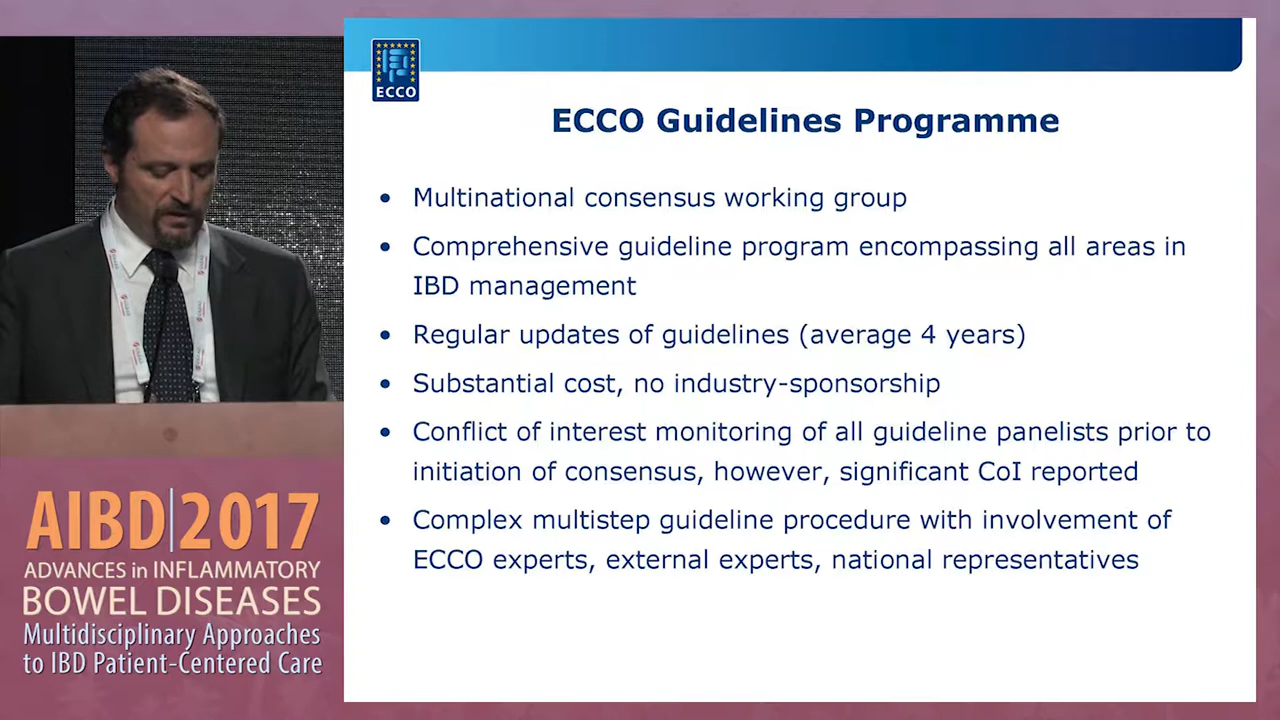 ECCO
ECCO Guidelines Programme
• Multinational consensus working group
• Comprehensive guideline program encompassing all areas in
IBD management
• Regular updates of guidelines (average 4 years)
• Substantial cost, no industry-sponsorship
• Conflict of interest monitoring of all guideline panelists prior to
initiation of consensus, however, significant CoI reported
• Complex multistep guideline procedure with involvement of
ECCO experts, external experts, national representatives
AIBD|2017
ADVANCES in INFLAMMATORY
BOWEL DISEASES
Multidisciplinary Approaches
to IBD Patient-Centered Care